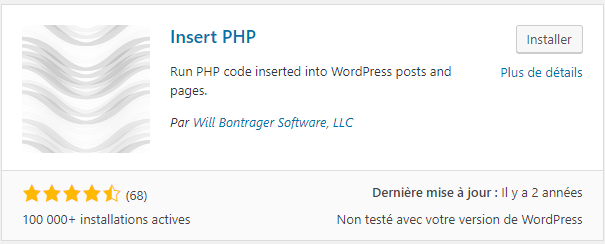 Insert PHP
Installer
Run PHP code inserted into WordPress posts and
pages.
Plus de détails
Par Will Bontrager Software, LLC
(68)
Dernière mise à jour : Il y a 2 années
100 000+ installations actives
Non testé avec votre version de WordPress